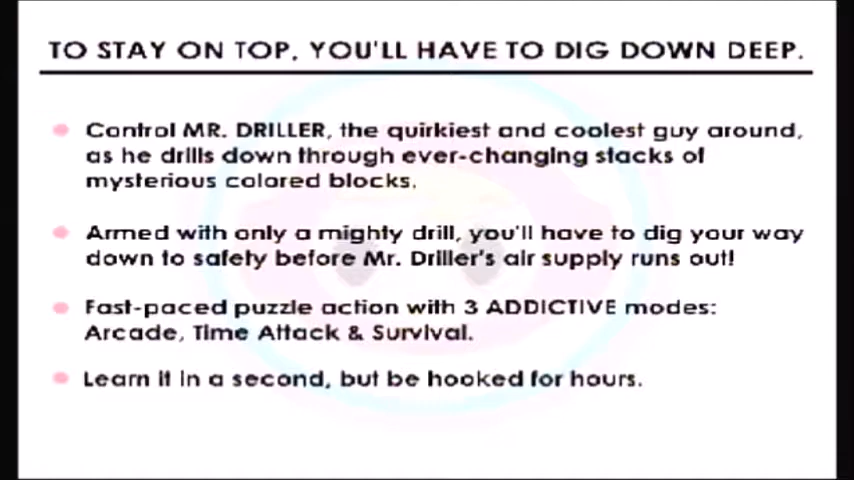 TO STAY ON TOP, YOU'LL HAVE TO DIG DOWN DEEP.
Control MR. DRILLER, the quirkiest and coolest guy around,
as he drills down through ever-changing stacks of
mysterious colored blocks.
Armed with only a mighty drill, you'll have to dig your way
down to safety before Mr. Driller's air supply runs out!
Fast-paced puzzle action with 3 ADDICTIVE modes:
Arcade, Time Attack & Survival.
Learn it in a second, but be hooked for hours.